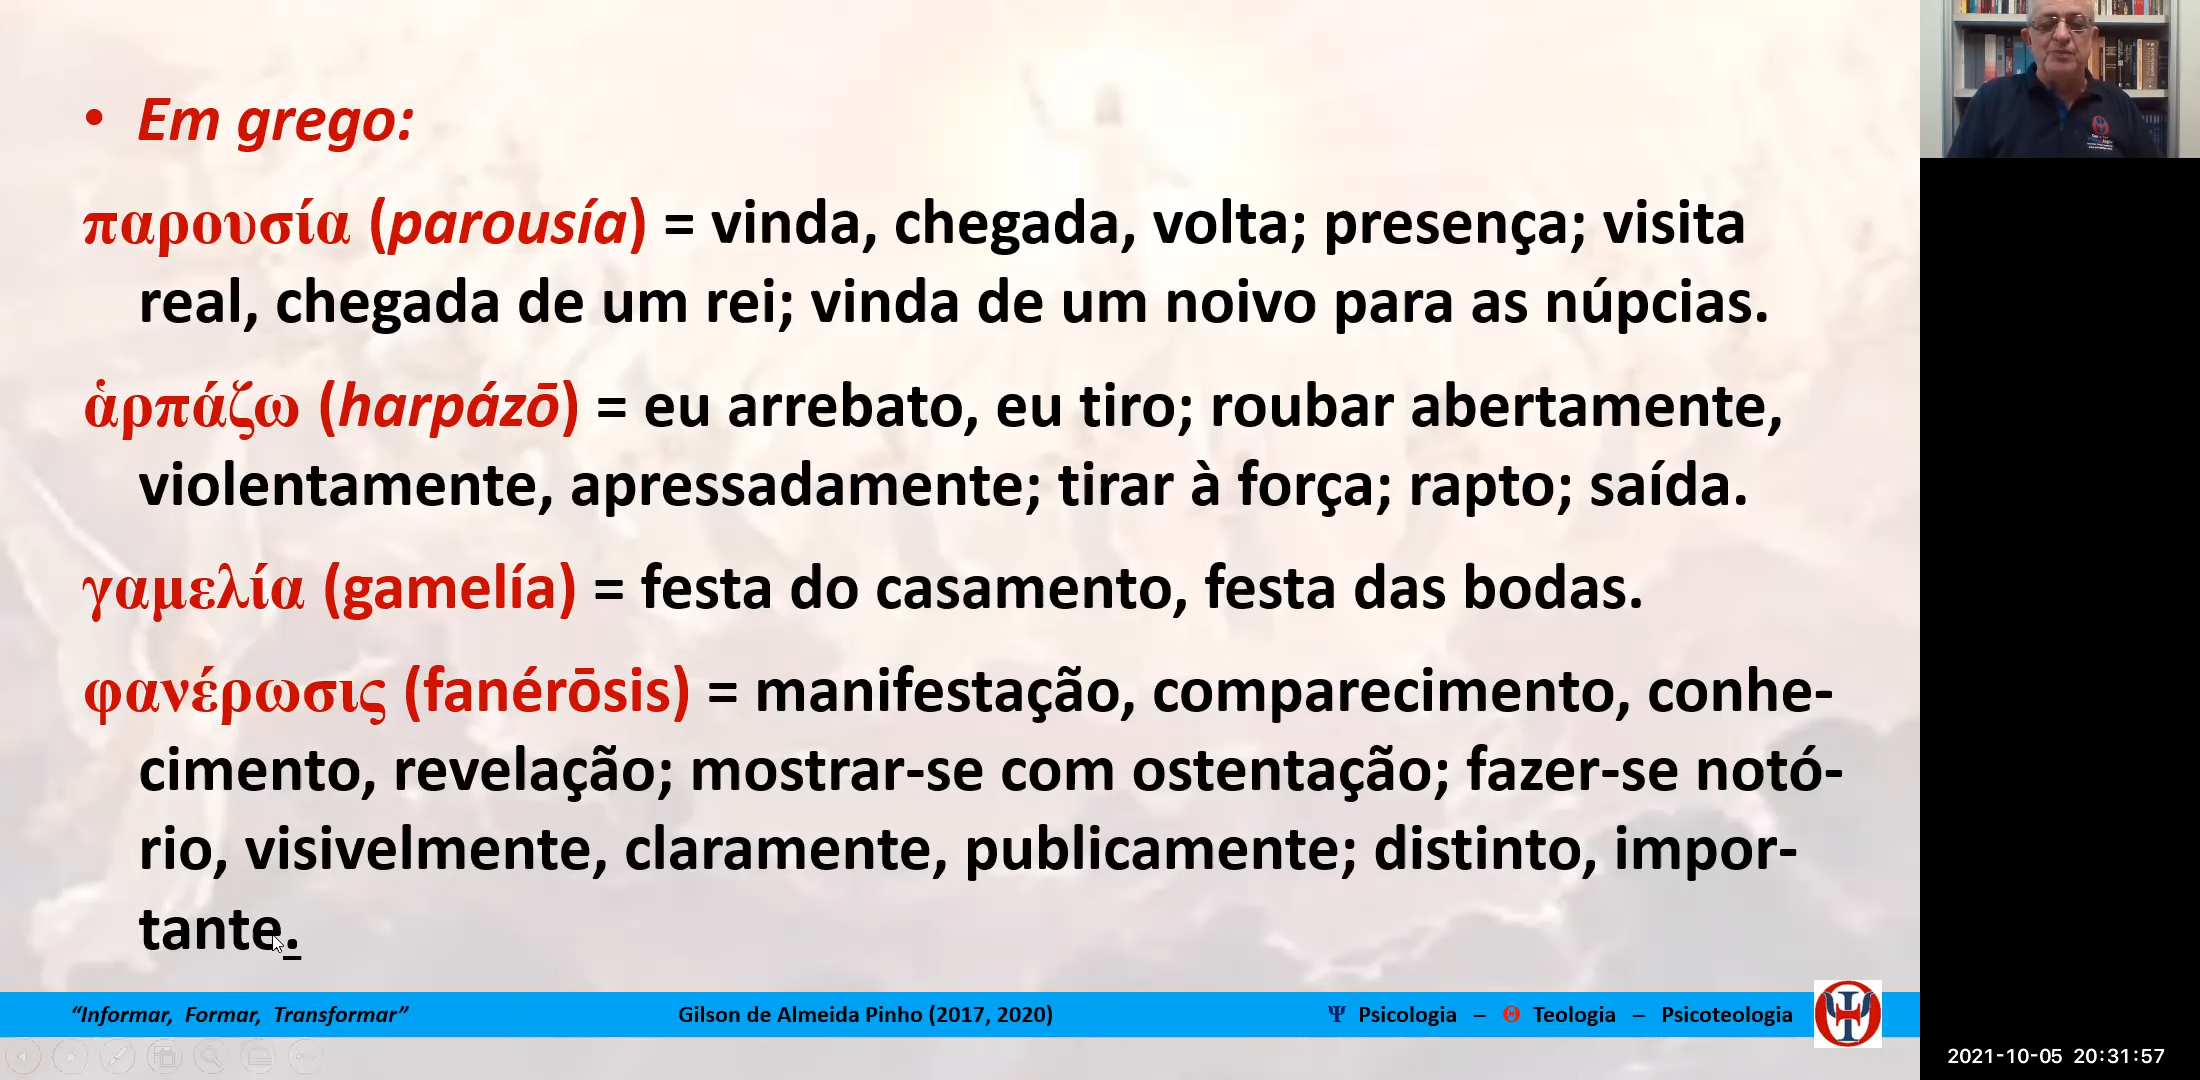 • Em grego:
παρουσία (parousía) = vinda, chegada, volta; presença; visita
real, chegada de um rei; vinda de um noivo para as núpcias.
ἁρπάζω (harpázō) = eu arrebato, eu tiro; roubar abertamente,
violentamente, apressadamente; tirar à força; rapto; saída.
γαμελία (gamelía) = festa do casamento, festa das bodas.
φανέρωσις (fanérōsis) = manifestação, comparecimento, conhe-
cimento, revelação; mostrar-se com ostentação; fazer-se notó-
rio, visivelmente, claramente, publicamente; distinto, impor-
tante.
“Informar, Formar, Transformar” Gilson de Almeida Pinho (2017, 2020) Ψ Psicologia – Θ Teologia – Psicoteologia
2021-10-05 20:31:57